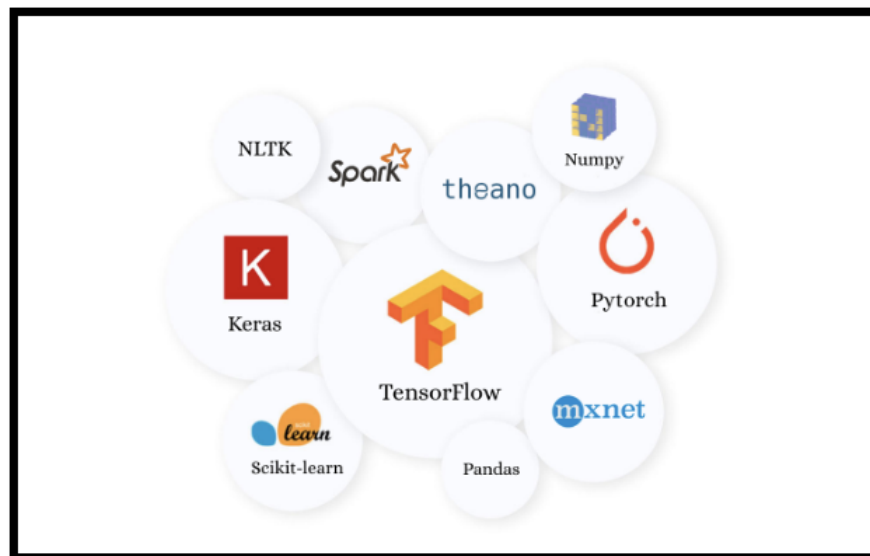 NLTK
Spark
theano
Numpy
K
Keras
TensorFlow
Pytorch
learn
Scikit-learn
Pandas
mxnet